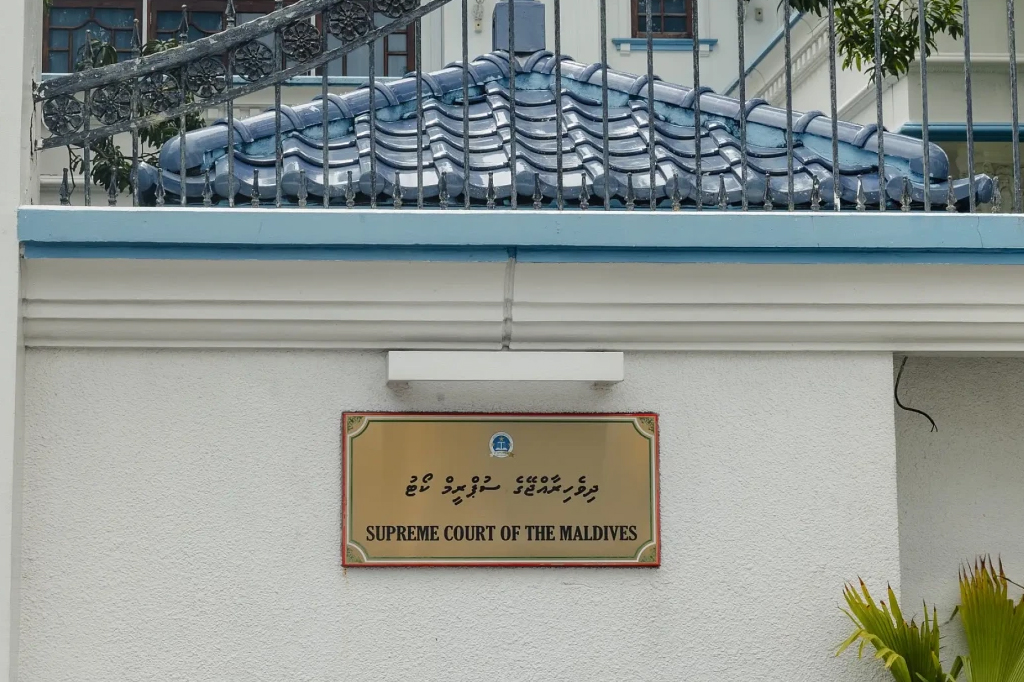 ދިވެހިރާއްޖޭގެ ސުޕްރީމް ކޯޓު
SUPREME COURT OF THE MALDIVES